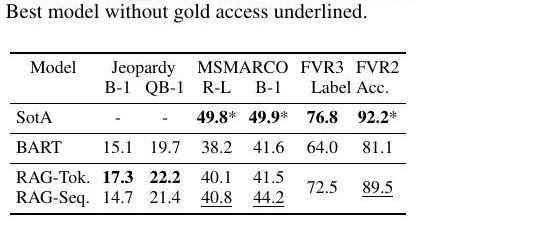 Best model without gold access underlined.
Model Jeopardy MSMARCO FVR3 FVR2
B-1 QB-1 R-L B-1 Label Acc.
SotA - - 49.8* 49.9* 76.8 92.2*
BART 15.1 19.7 38.2 41.6 64.0 81.1
RAG-Tok. 17.3 22.2 40.1 41.5
72.5 89.5
RAG-Seq. 14.7 21.4 40.8 44.2